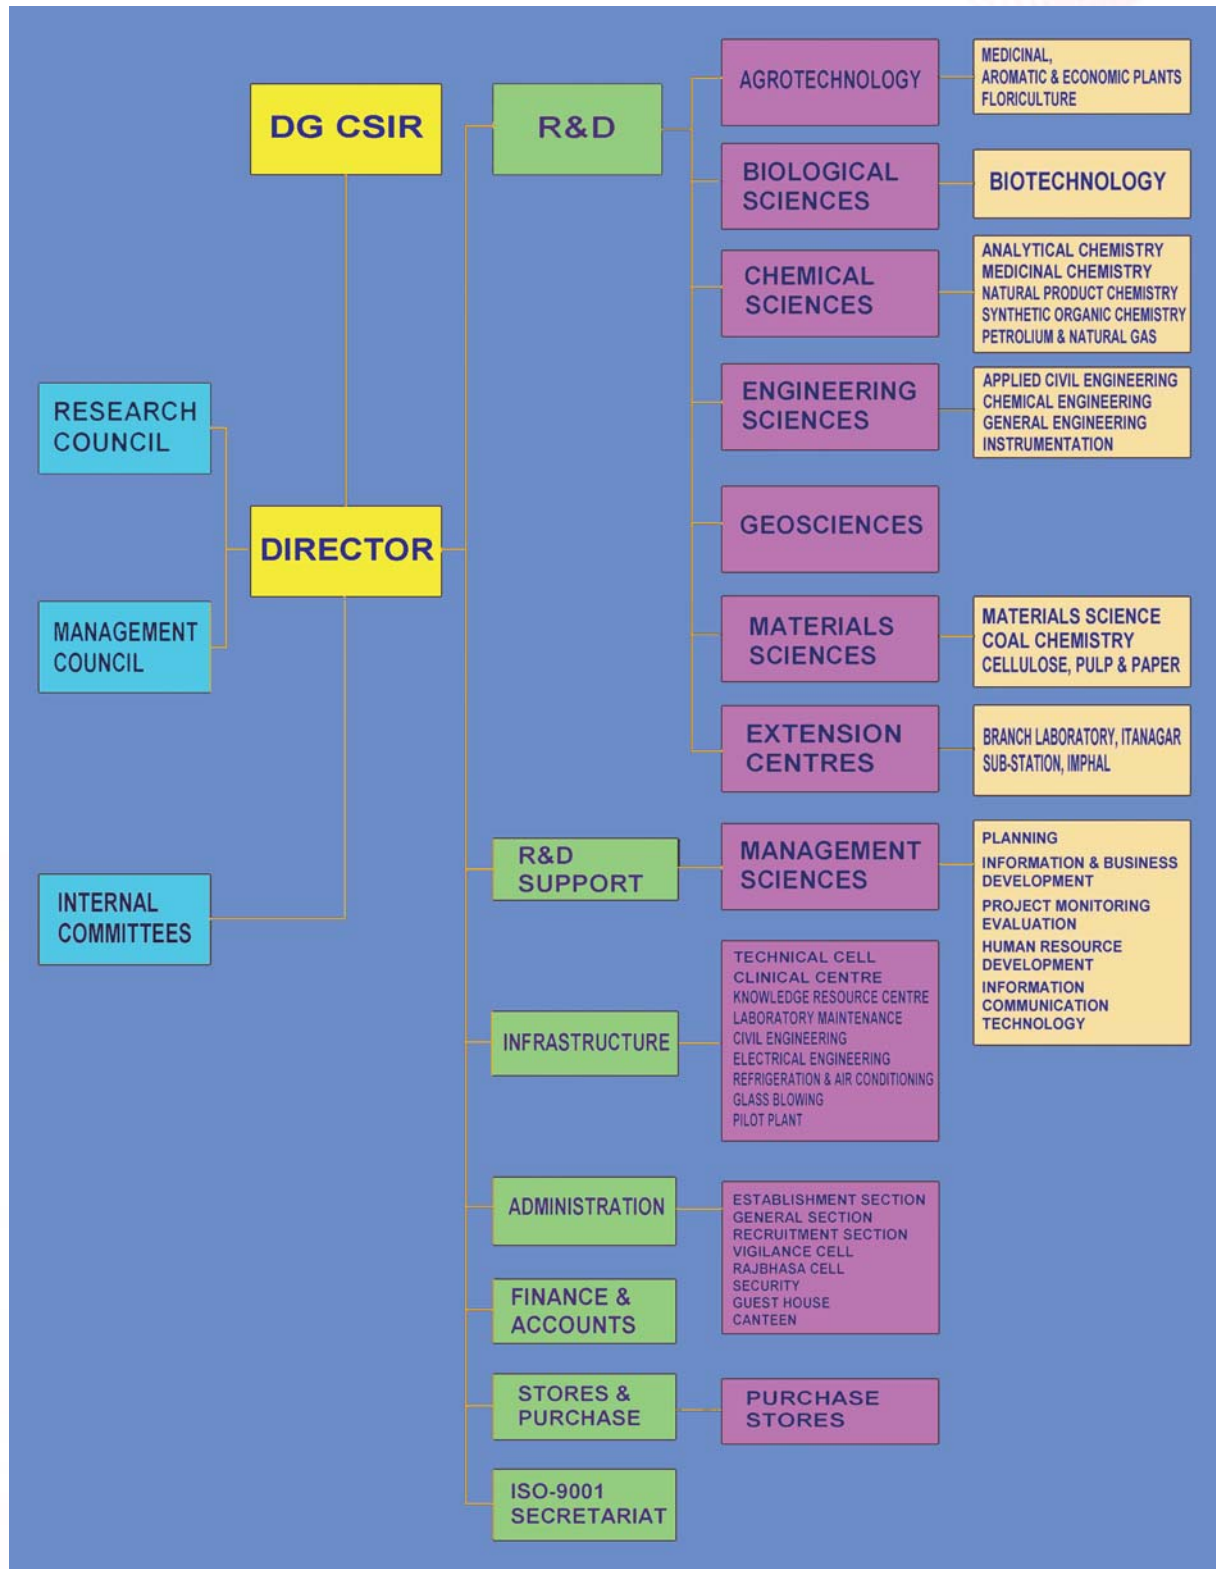 DG CSIR
RESEARCH
COUNCIL
DIRECTOR
MANAGEMENT
COUNCIL
INTERNAL
COMMITTEES
R&D
AGROTECHNOLOGY
MEDICINAL,
AROMATIC & ECONOMIC PLANTS
FLORICULTURE
BIOLOGICAL
SCIENCES
BIOTECHNOLOGY
CHEMICAL
SCIENCES
ANALYTICAL CHEMISTRY
MEDICINAL CHEMISTRY
NATURAL PRODUCT CHEMISTRY
SYNTHETIC ORGANIC CHEMISTRY
PETROLIUM & NATURAL GAS
ENGINEERING
SCIENCES
APPLIED CIVIL ENGINEERING
CHEMICAL ENGINEERING
GENERAL ENGINEERING
INSTRUMENTATION
GEOSCIENCES
MATERIALS
SCIENCES
MATERIALS SCIENCE
COAL CHEMISTRY
CELLULOSE, PULP & PAPER
EXTENSION
CENTRES
BRANCH LABORATORY, ITANAGAR
SUB-STATION, IMPHAL
R&D
SUPPORT
MANAGEMENT
SCIENCES
PLANNING
INFORMATION & BUSINESS
DEVELOPMENT
PROJECT MONITORING
EVALUATION
HUMAN RESOURCE
DEVELOPMENT
INFORMATION
COMMUNICATION
TECHNOLOGY
INFRASTRUCTURE
TECHNICAL CELL
CLINICAL CENTRE
KNOWLEDGE RESOURCE CENTRE
LABORATORY MAINTENANCE
CIVIL ENGINEERING
ELECTRICAL ENGINEERING
REFRIGERATION & AIR CONDITIONING
GLASS BLOWING
PILOT PLANT
ADMINISTRATION
ESTABLISHMENT SECTION
GENERAL SECTION
RECRUITMENT SECTION
VIGILANCE CELL
RAJBHASA CELL
SECURITY
GUEST HOUSE
CANTEEN
FINANCE &
ACCOUNTS
STORES &
PURCHASE
PURCHASE
STORES
ISO-9001
SECRETARIAT